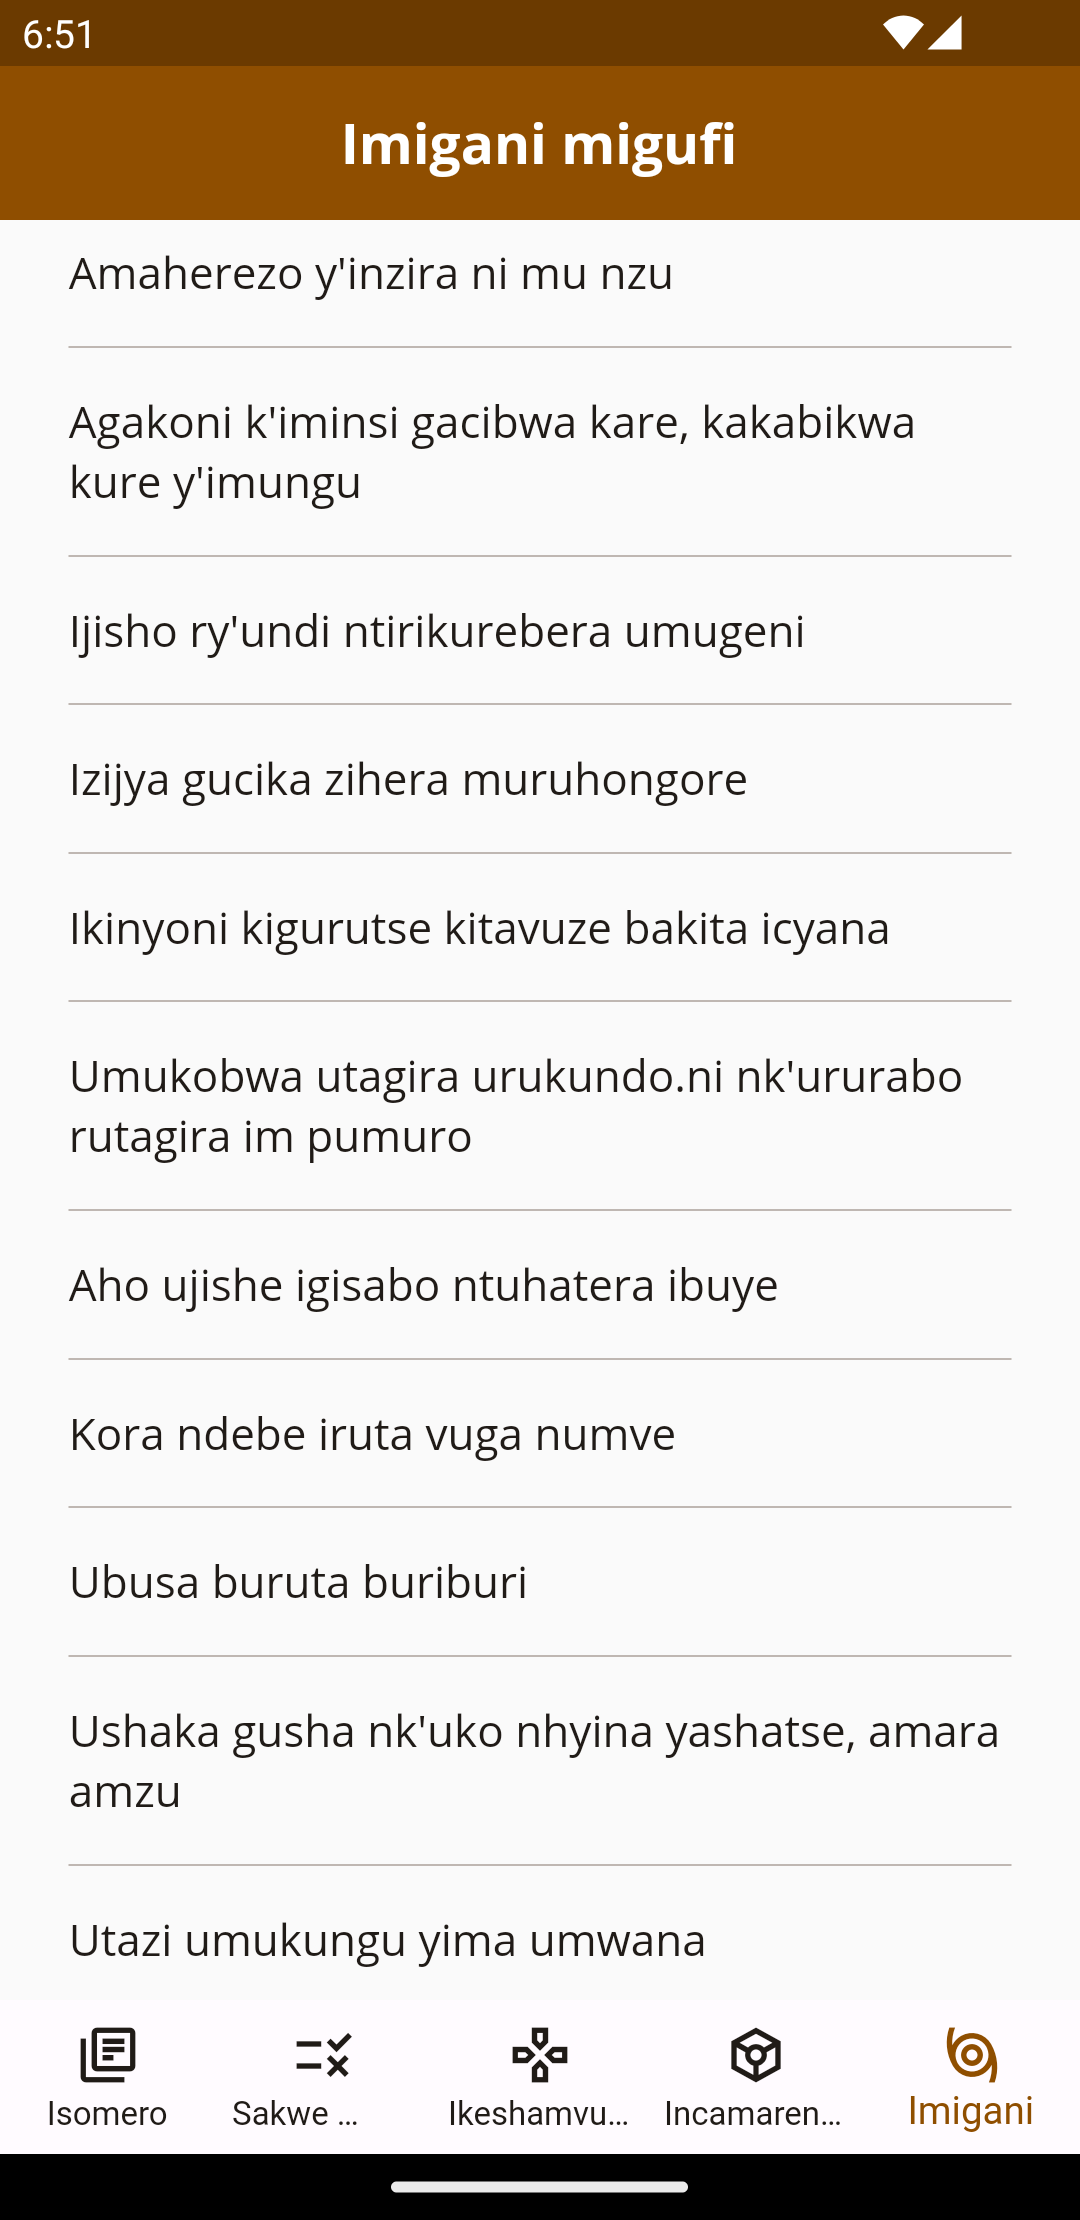 6:51
Imigani migufi
Amaherezo y'inzira ni mu nzu
Agakoni k'iminsi gacibwa kare, kakabikwa
kure y'imungu
Ijisho ry'undi ntirikurebera umugeni
Izijya gucika zihera muruhongore
Ikinyoni kigurutse kitavuze bakita icyana
Umukobwa utagira urukundo.ni nk'ururabo
rutagira im pumuro
Aho ujishe igisabo ntuhatera ibuye
Kora ndebe iruta vuga numve
Ubusa buruta buriburi
Ushaka gusha nk'uko nhyina yashatse, amara
amzu
Utazi umukungu yima umwana
Isomero
Sakwe ...
Ikeshamvu...
Incamaren...
Imigani